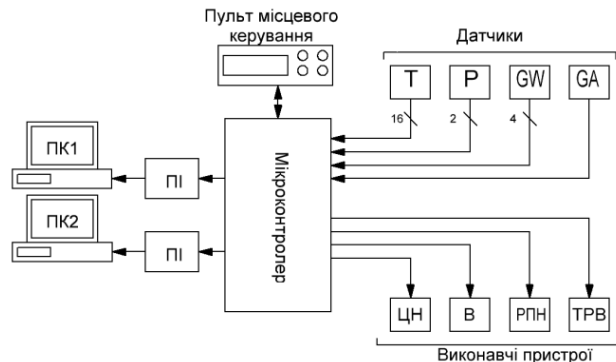 Пульт місцевого
керування
Датчики
T
P
GW
GA
16
2
4
ПК1
ПІ
Мікроконтролер
ПК2
ПІ
ЦН
В
РПН
ТРВ
Виконавчі пристрої